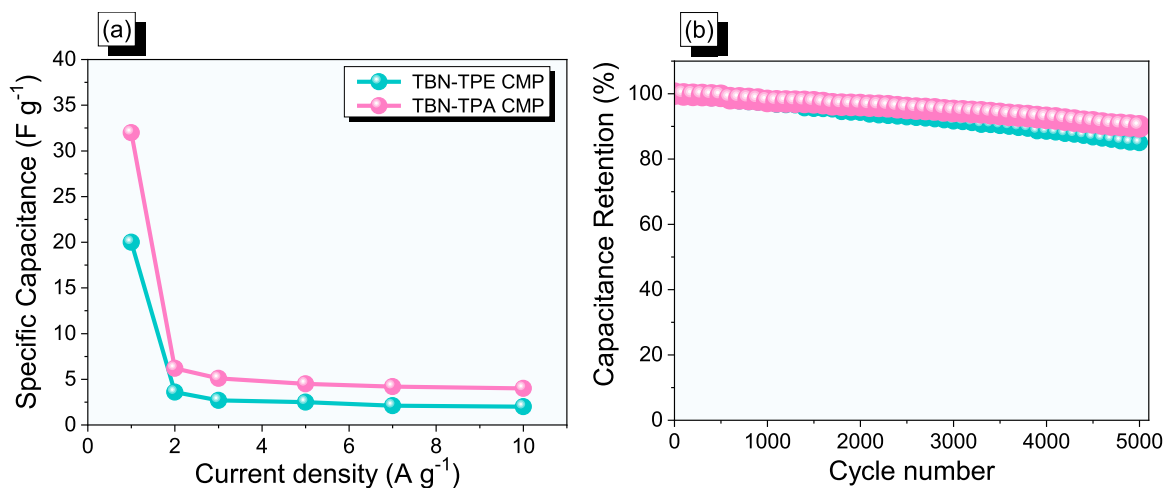 (a)
Specific Capacitance (F g⁻¹)
40
35
30
25
20
15
10
5
0
TBN-TPE CMP
TBN-TPA CMP
0 2 4 6 8 10
Current density (A g⁻¹)
(b)
Capacitance Retention (%)
100
80
60
40
20
0
0 1000 2000 3000 4000 5000
Cycle number